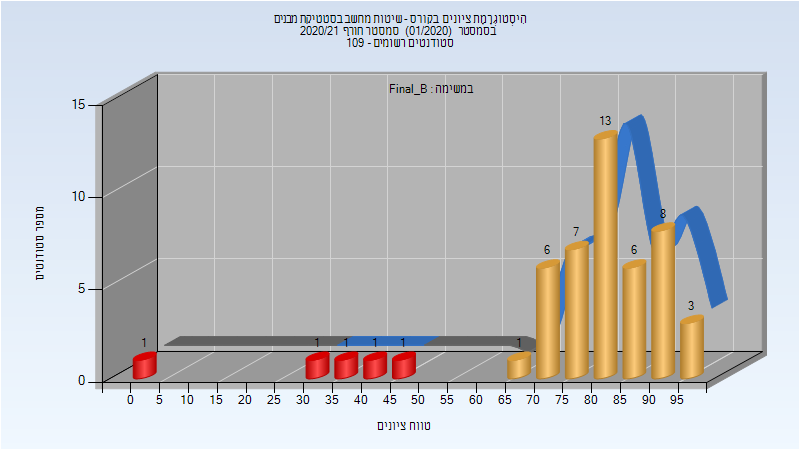 היסטוגרמת ציונים בקורס - שיטות מחשב בסטטיקת מבנים
בסמסטר (01/2020) סמסטר חורף 2020/21
סטודנטים רשומים - 109
במשימה : Final_B
מספר סטודנטים
15
10
5
0
1
1
1
1
1
1
6
7
13
6
8
3
0 5 10 15 20 25 30 35 40 45 50 55 60 65 70 75 80 85 90 95
טווח ציונים